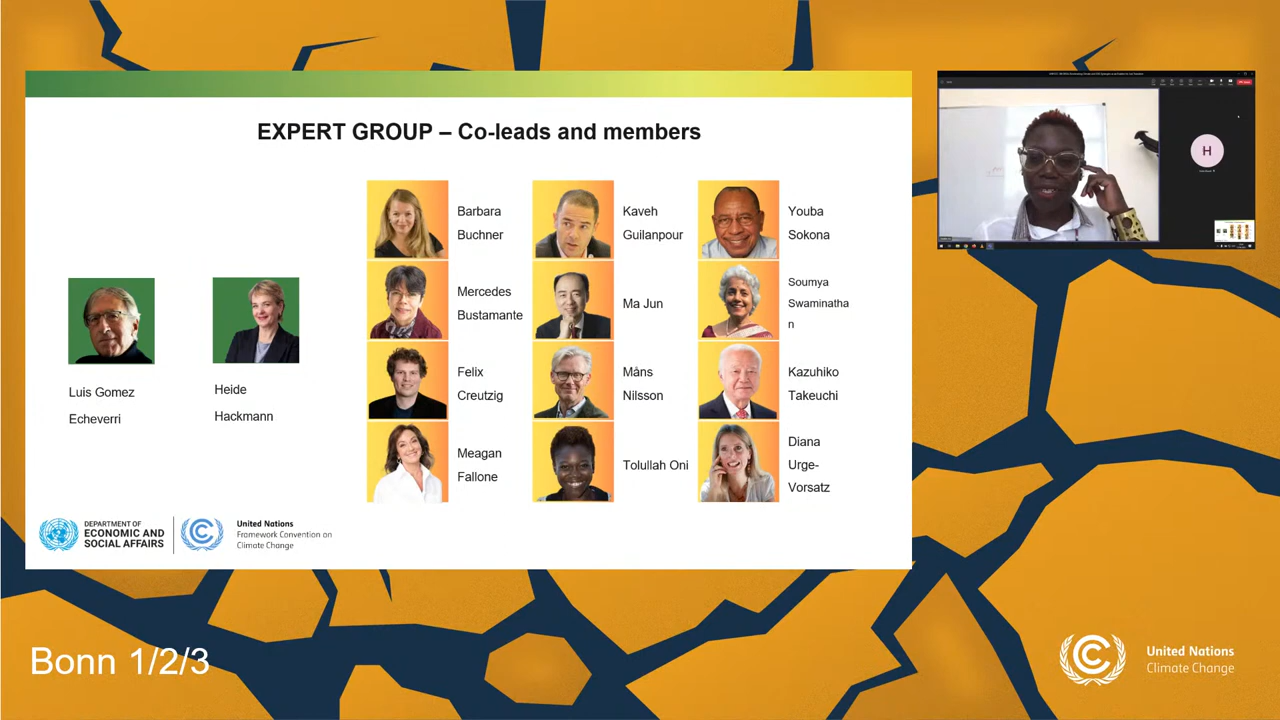 EXPERT GROUP – Co-leads and members
Luis Gomez
Echeverri
Heide
Hackmann
Barbara
Buchner
Kaveh
Guilanpour
Youba
Sokona
Mercedes
Bustamante
Ma Jun
Soumya
Swaminatha
n
Felix
Creutzig
Måns
Nilsson
Kazuhiko
Takeuchi
Meagan
Fallone
Tolullah Oni
Diana
Urge-
Vorsatz
DEPARTMENT OF
ECONOMIC AND
SOCIAL AFFAIRS
United Nations
Framework Convention on
Climate Change
H
Bonn 1/2/3
United Nations
Climate Change